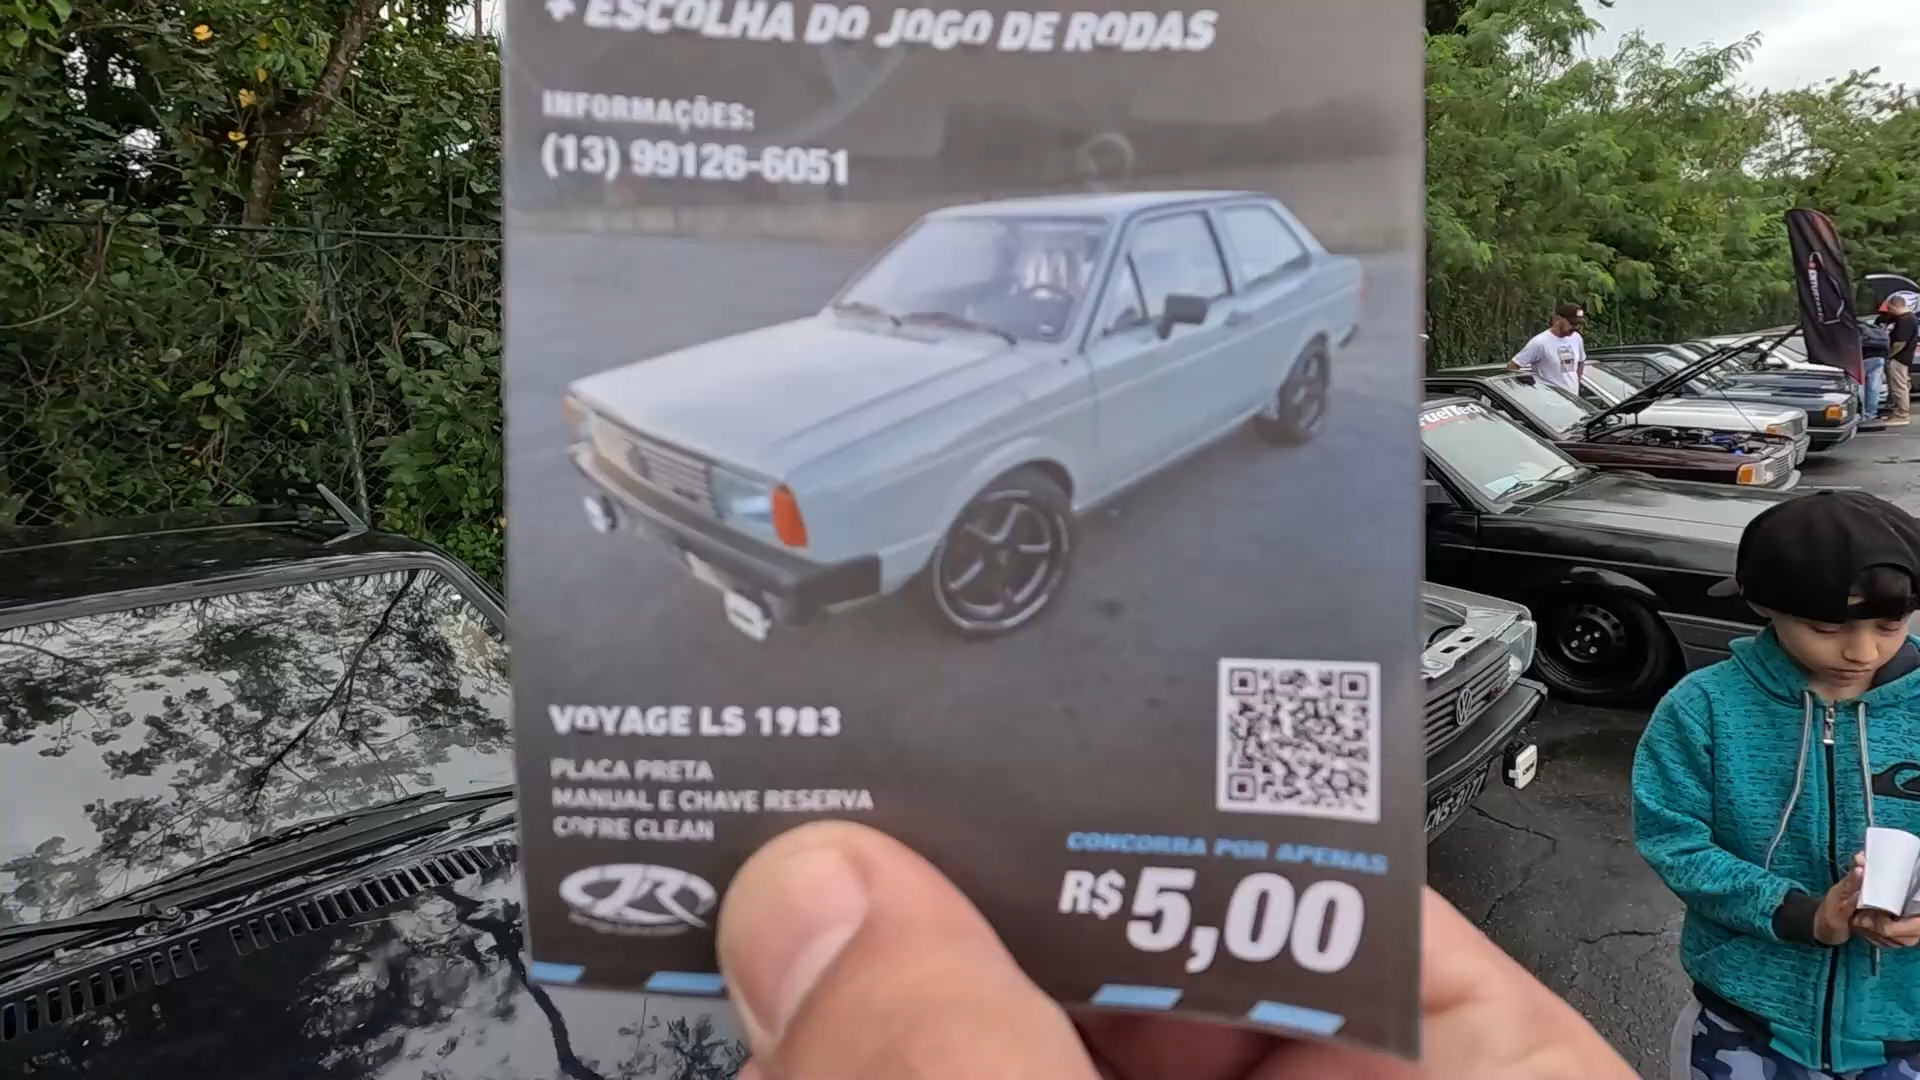 + ESCOLHA DO JOGO DE RODAS
INFORMAÇÕES:
(13) 99126-6051
VOYAGE LS 1983
PLACA PRETA
MANUAL E CHAVE RESERVA
COFRE CLEAN
CONCORRA POR APENAS
R$ 5,00
FuelTech